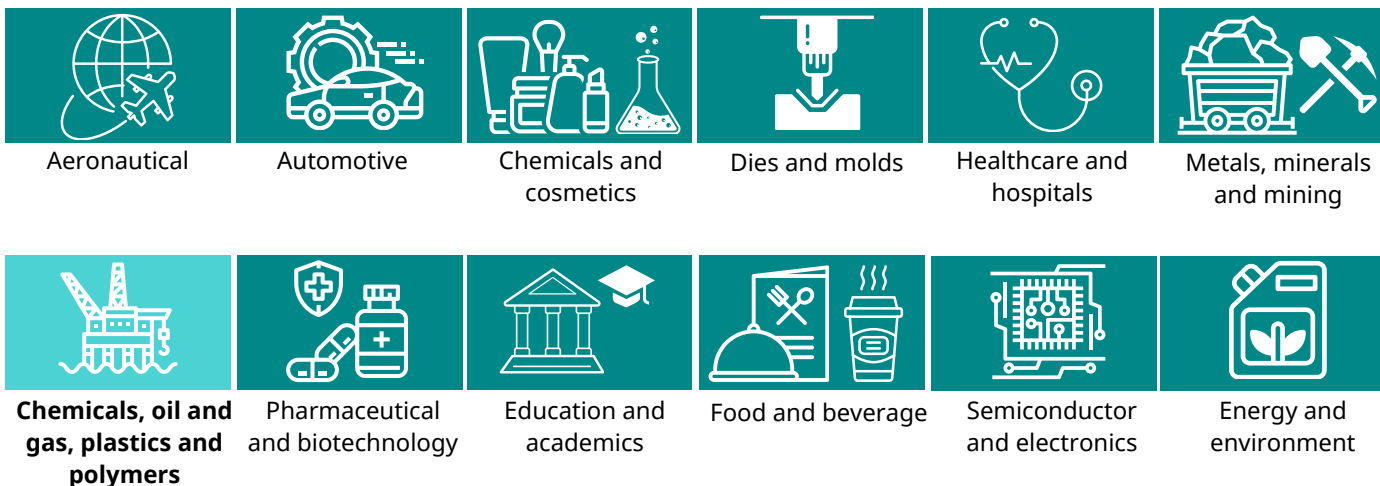 Aeronautical
Automotive
Chemicals and
cosmetics
Dies and molds
Healthcare and
hospitals
Metals, minerals
and mining
Chemicals, oil and
gas, plastics and
polymers
Pharmaceutical
and biotechnology
Education and
academics
Food and beverage
Semiconductor
and electronics
Energy and
environment